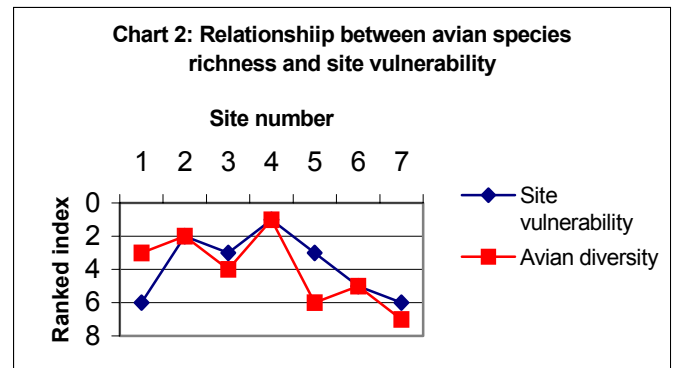 Chart 2: Relationshiip between avian species
richness and site vulnerability
Site number
1 2 3 4 5 6 7
Ranked index
0
2
4
6
8
Site
vulnerability
Avian diversity